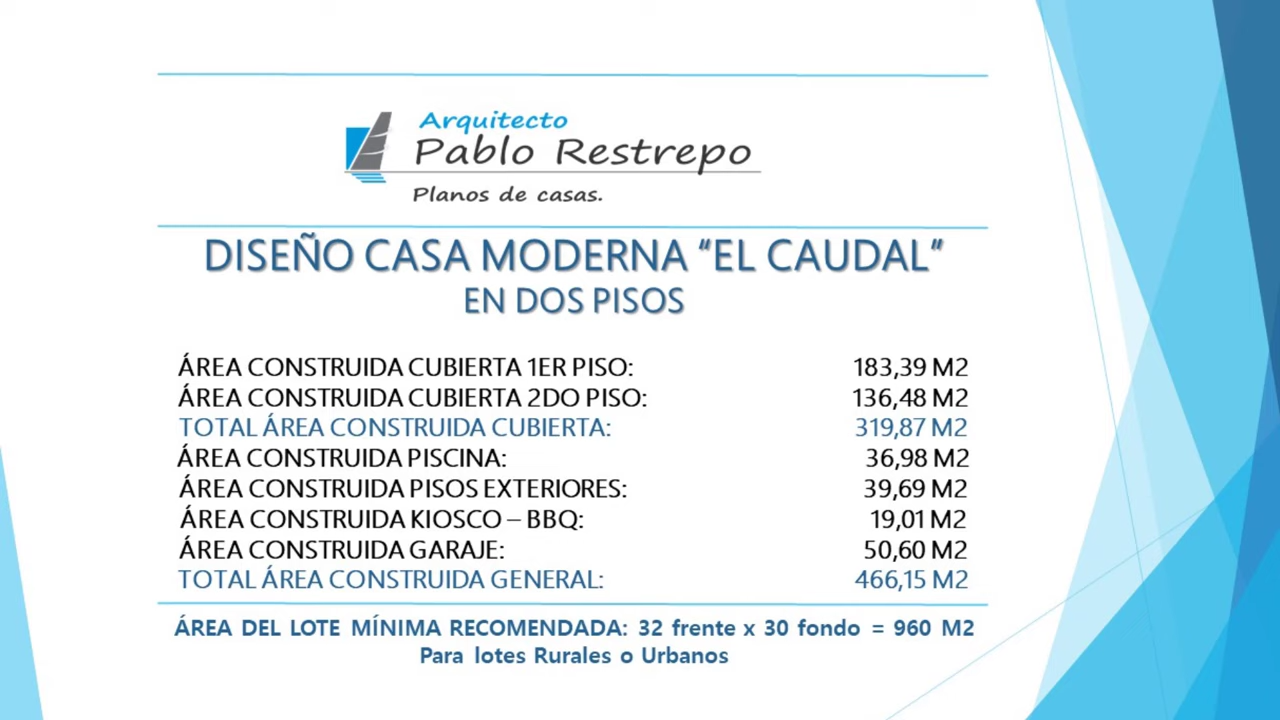 Arquitecto
Pablo Restrepo
Planos de casas.
DISEÑO CASA MODERNA “EL CAUDAL”
EN DOS PISOS
ÁREA CONSTRUIDA CUBIERTA 1ER PISO: 183,39 M2
ÁREA CONSTRUIDA CUBIERTA 2DO PISO: 136,48 M2
TOTAL ÁREA CONSTRUIDA CUBIERTA: 319,87 M2
ÁREA CONSTRUIDA PISCINA: 36,98 M2
ÁREA CONSTRUIDA PISOS EXTERIORES: 39,69 M2
ÁREA CONSTRUIDA KIOSCO – BBQ: 19,01 M2
ÁREA CONSTRUIDA GARAJE: 50,60 M2
TOTAL ÁREA CONSTRUIDA GENERAL: 466,15 M2
ÁREA DEL LOTE MÍNIMA RECOMENDADA: 32 frente x 30 fondo = 960 M2
Para lotes Rurales o Urbanos